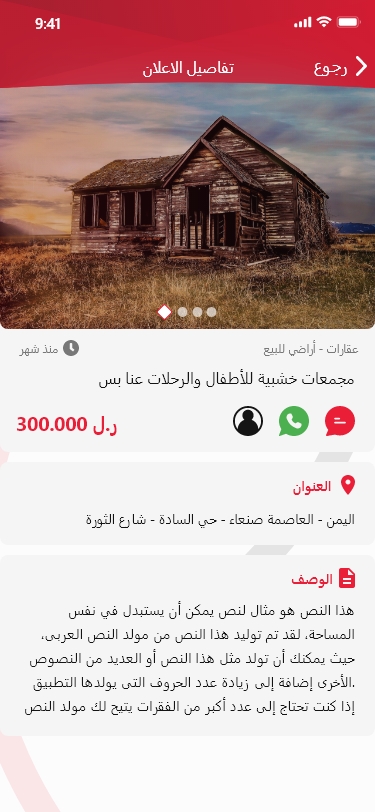 9:41
رجوع
تفاصيل الاعلان
عقارات - أراضي للبيع
منذ شهر
مجمعات خشبية للأطفال والرحلات عنا بس
300.000 ر.ل
العنوان
اليمن - العاصمة صنعاء - حي السادة - شارع الثورة
الوصف
هذا النص هو مثال لنص يمكن أن يستبدل في نفس
المساحة، لقد تم توليد هذا النص من مولد النص العربى،
حيث يمكنك أن تولد مثل هذا النص أو العديد من النصوص
.الأخرى إضافة إلى زيادة عدد الحروف التى يولدها التطبيق
إذا كنت تحتاج إلى عدد أكبر من الفقرات يتيح لك مولد النص